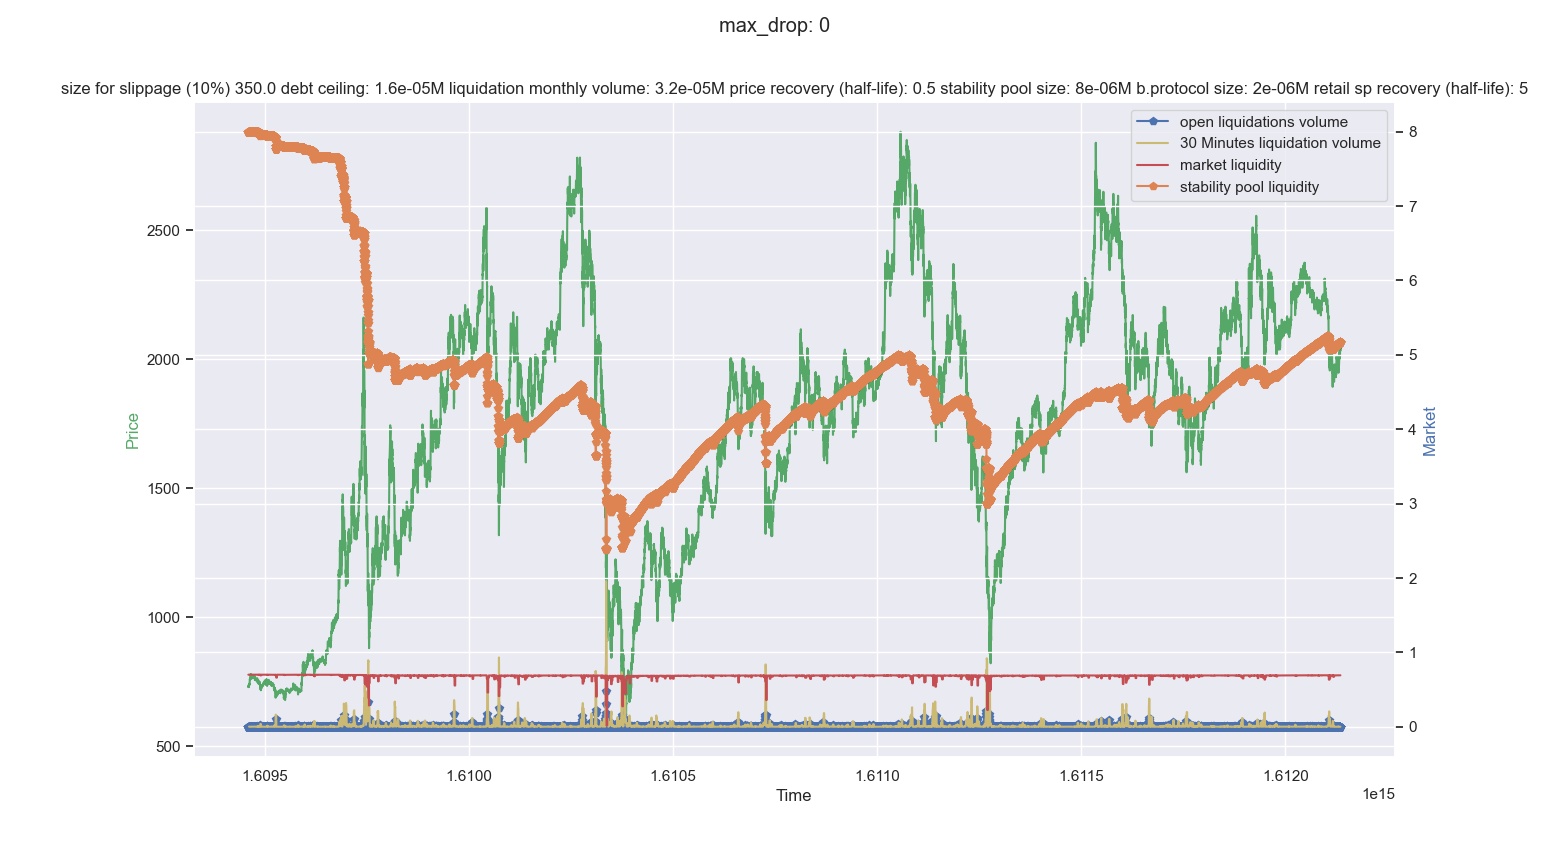 max_drop: 0
size for slippage (10%) 350.0 debt ceiling: 1.6e-05M liquidation monthly volume: 3.2e-05M price recovery (half-life): 0.5 stability pool size: 8e-06M b.protocol size: 2e-06M retail sp recovery (half-life): 5
open liquidations volume
30 Minutes liquidation volume
market liquidity
stability pool liquidity
Price
2500
2000
1500
1000
500
Market
8
7
6
5
4
3
2
1
0
1.6095
1.6100
1.6105
1.6110
1.6115
1.6120
Time
1e15